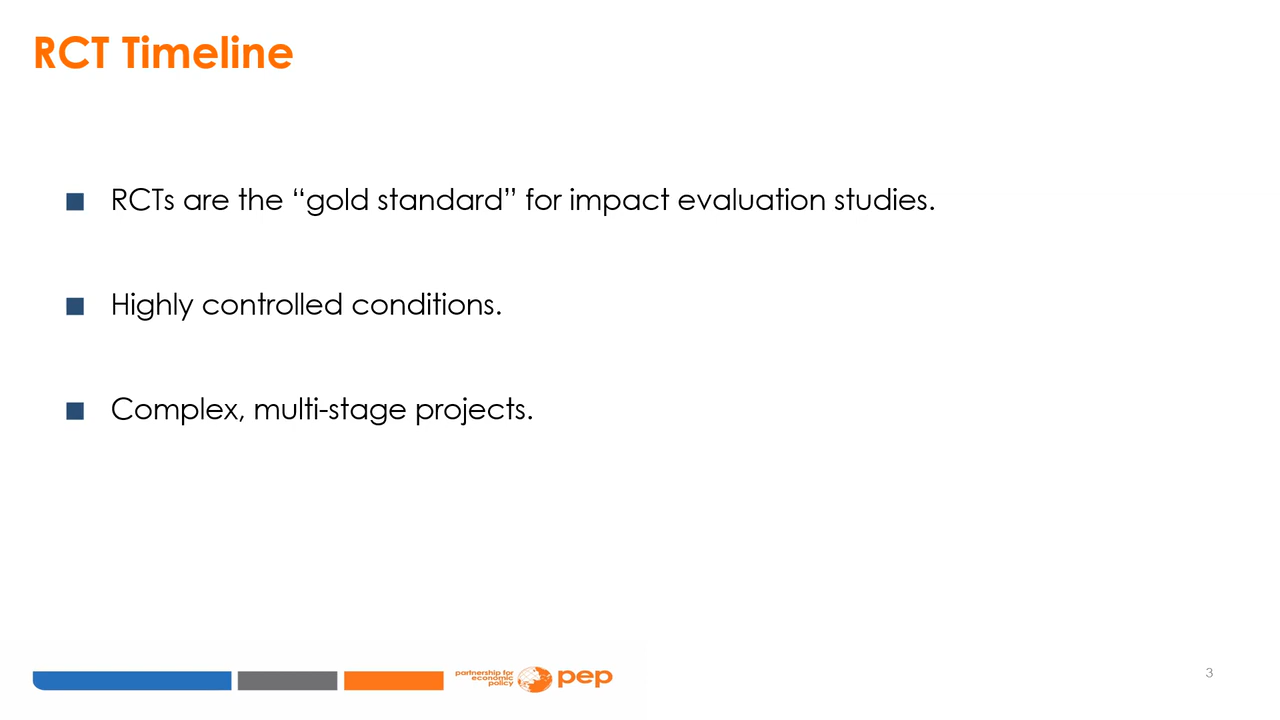 RCT Timeline
RCTs are the “gold standard” for impact evaluation studies.
Highly controlled conditions.
Complex, multi-stage projects.
partnership for
economic
policy
pep
3